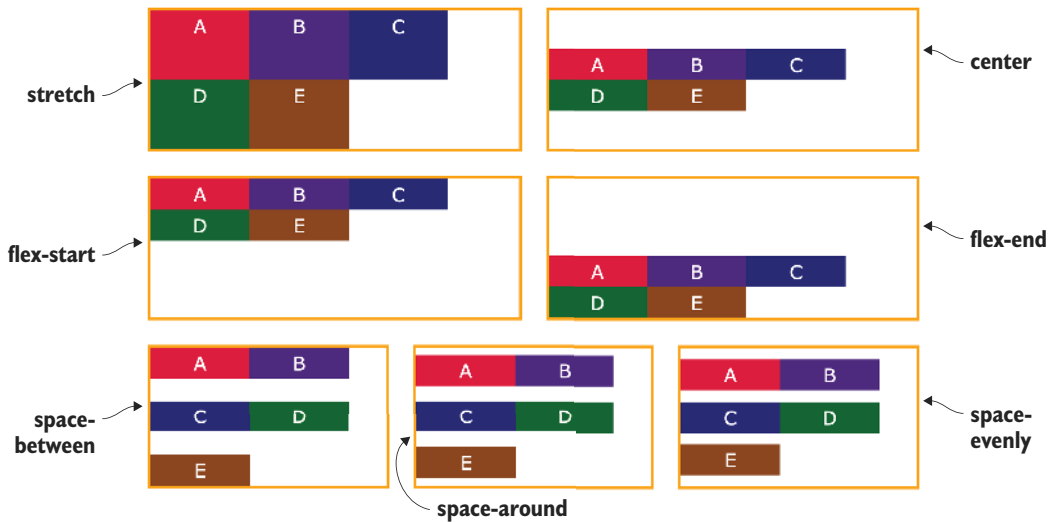 stretch
A B C
D E
center
A B C
D E
flex-start
A B C
D E
flex-end
A B C
D E
space-
between
A B
C D
E
space-around
A B
C D
E
space-
evenly
A B
C D
E